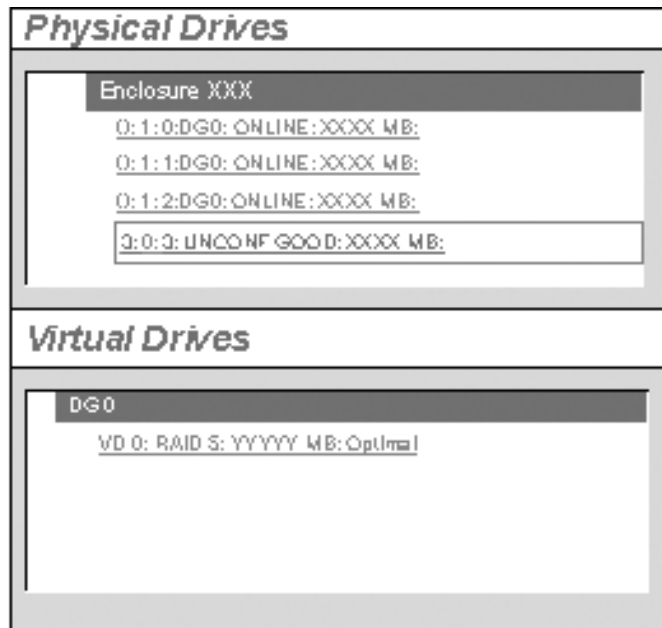 Physical Drives
Enclosure XXX
0:1:0:DG0: ONLINE:XXXX MB:
0:1:1:DG0: ONLINE:XXXX MB:
0:1:2:DG0: ONLINE:XXXX MB:
0:0:3: UNCONF GOOD:XXXX MB:
Virtual Drives
DG0
VD 0: RAID 5: YYYYY MB: Optimal